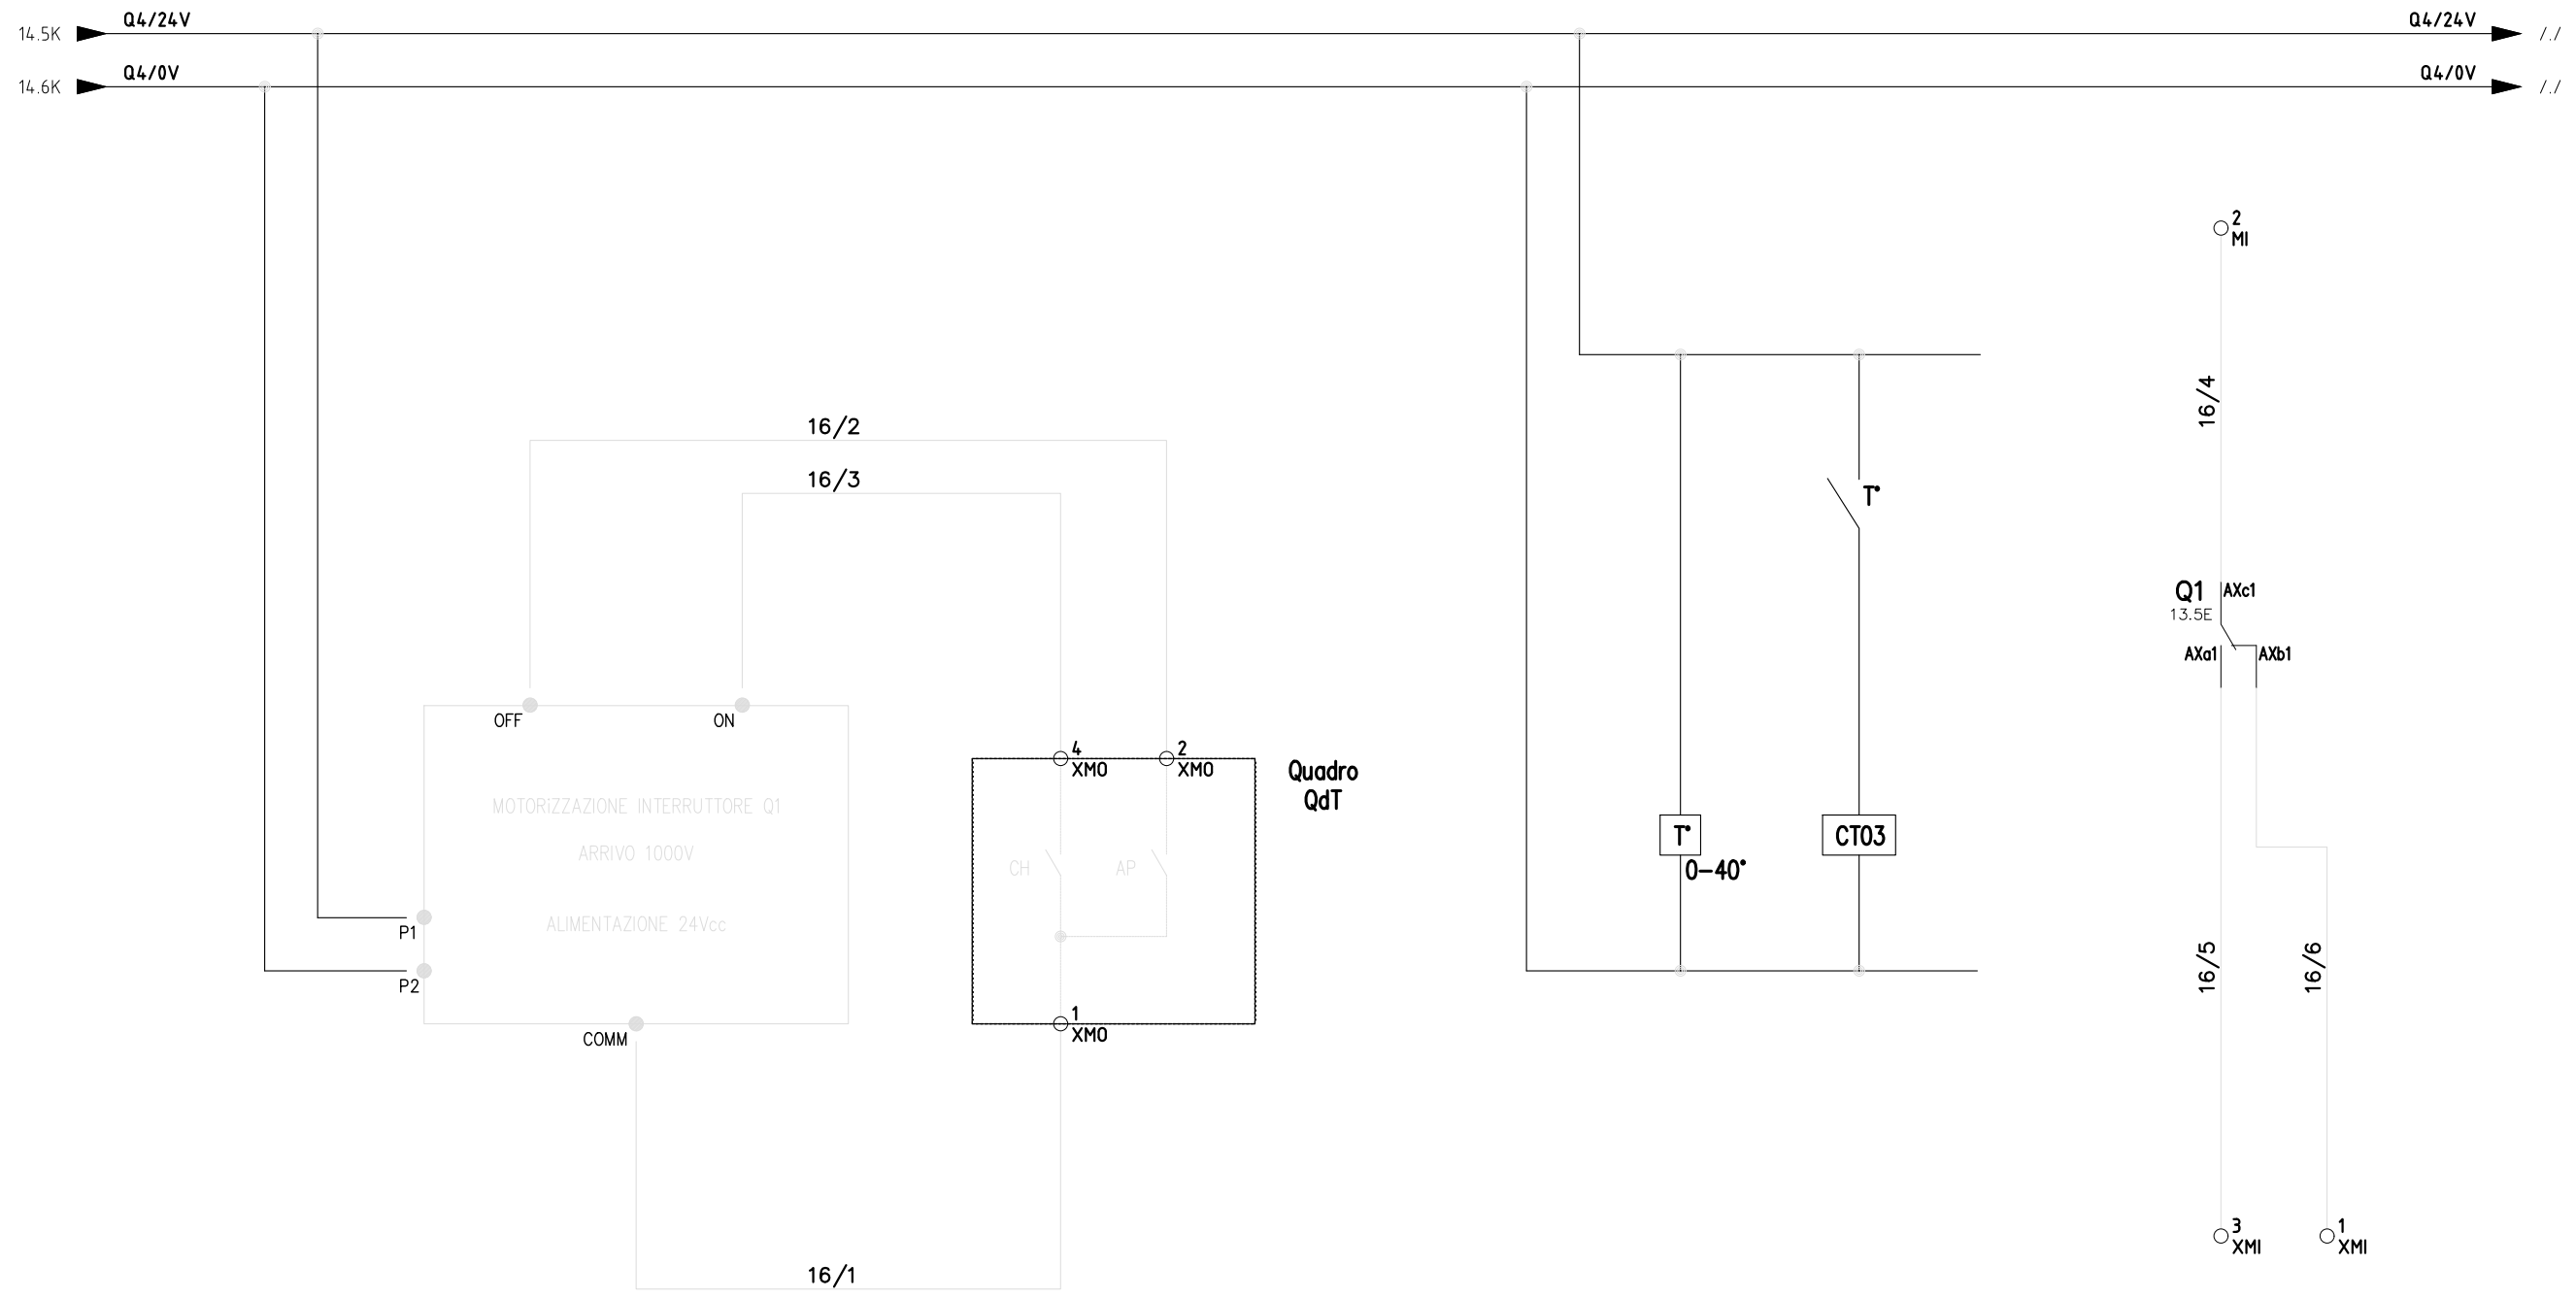 Q4/24V
Q4/24V
14.5K
/./
Q4/0V
Q4/0V
14.6K
/./
2
MI
16/4
16/2
16/3
T°
Q1
AXc1
13.5E
AXa1
AXb1
OFF
ON
4
XMO
2
XMO
Quadro
QdT
MOTORiZZAZIONE INTERRUTTORE Q1
ARRIVO 1000V
ALIMENTAZIONE 24Vcc
CH
AP
T°
0-40°
CT03
P1
P2
COMM
1
XMO
16/5
16/6
3
XMI
1
XMI
16/1